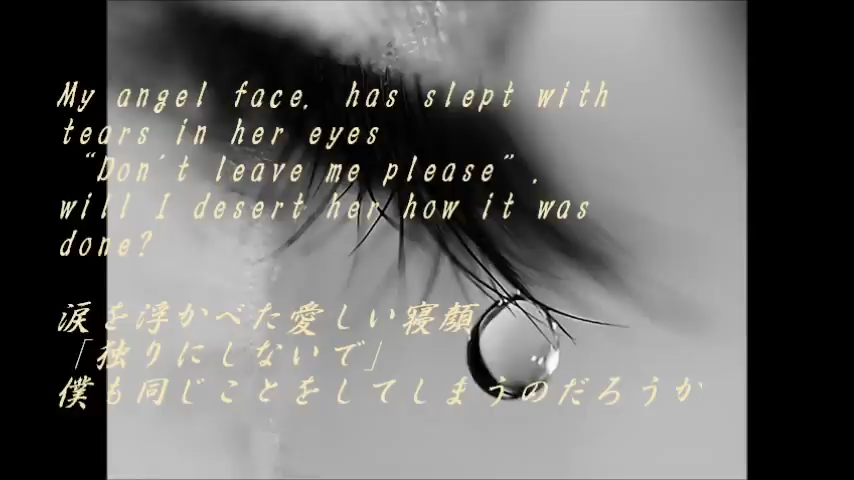 My angel face, has slept with
tears in her eyes
“Don't leave me please”,
will I desert her how it was
done?
涙を浮かべた愛しい寝顔
「独りにしないで」
僕も同じことをしてしまうのだろうか